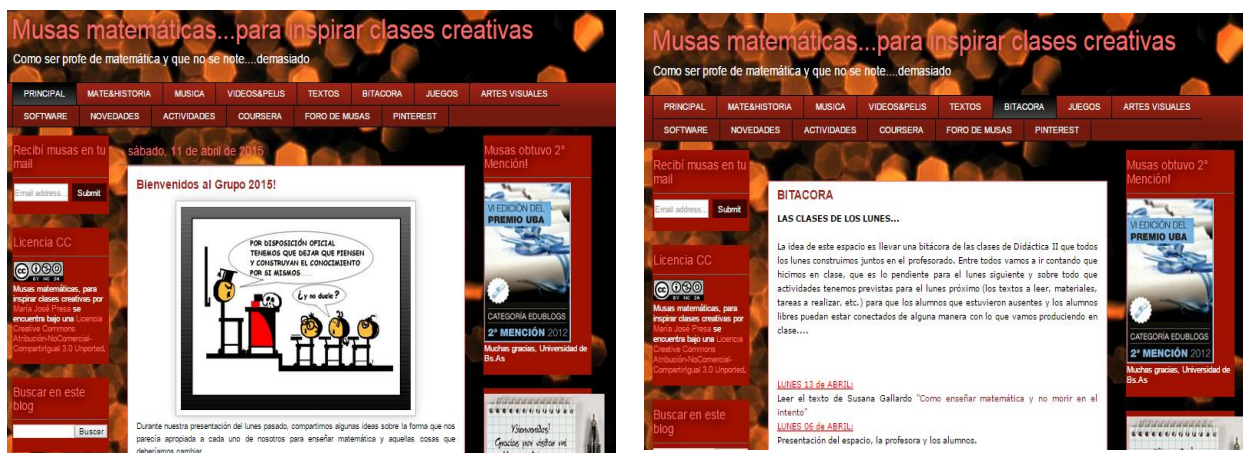 Musas matemáticas...para inspirar clases creativas
Como ser profe de matemática y que no se note....demasiado
PRINCIPAL MATE&HISTORIA MUSICA VIDEOS&PELIS TEXTOS BITACORA JUEGOS ARTES VISUALES
SOFTWARE NOVEDADES ACTIVIDADES COURSERA FORO DE MUSAS PINTEREST
Recibí musas en tu
mail
Email address... Submit
Licencia CC
CC BY NC SA
Musas matemáticas, para
inspirar clases creativas por
María José Presa se
encuentra bajo una Licencia
Creative Commons
Atribución-NoComercial-
CompartirIgual 3.0 Unported.
Buscar en este
blog
Buscar
sábado, 11 de abril de 2015
Bienvenidos al Grupo 2015!
POR DISPOSICIÓN OFICIAL
TENEMOS QUE DEJAR QUE PIENSEN
Y CONSTRUYAN EL CONOCIMIENTO
POR SI MISMOS.....
¿y no duele?
Durante nuestra presentación del lunes pasado, compartimos algunas ideas sobre la forma que nos
parecía apropiada a cada uno de nosotros para enseñar matemática y aquellas cosas que
deberíamos cambiar
Musas obtuvo 2°
Mención!
VI EDICIÓN DEL
PREMIO UBA
CATEGORÍA EDUBLOGS
2ª MENCIÓN 2012
Muchas gracias, Universidad de
Bs.As
¡Bienvenidos!
Gracias por visitar mi
Musas matemáticas...para inspirar clases creativas
Como ser profe de matemática y que no se note....demasiado
PRINCIPAL MATE&HISTORIA MUSICA VIDEOS&PELIS TEXTOS BITACORA JUEGOS ARTES VISUALES
SOFTWARE NOVEDADES ACTIVIDADES COURSERA FORO DE MUSAS PINTEREST
Recibí musas en tu
mail
Email address... Submit
Licencia CC
CC BY NC SA
Musas matemáticas, para
inspirar clases creativas por
María José Presa se
encuentra bajo una Licencia
Creative Commons
Atribución-NoComercial-
CompartirIgual 3.0 Unported.
Buscar en este
blog
BITACORA
LAS CLASES DE LOS LUNES...
La idea de este espacio es llevar una bitácora de las clases de Didáctica II que todos
los lunes construimos juntos en el profesorado. Entre todos vamos a ir contando que
hicimos en clase, que es lo pendiente para el lunes siguiente y sobre todo que
actividades tenemos previstas para el lunes próximo (los textos a leer, materiales,
tareas a realizar, etc.) para que los alumnos que estuvieron ausentes y los alumnos
libres puedan estar conectados de alguna manera con lo que vamos produciendo en
clase....
LUNES 13 de ABRIL:
Leer el texto de Susana Gallardo "Como enseñar matemática y no morir en el
intento"
LUNES 06 de ABRIL:
Presentación del espacio, la profesora y los alumnos.
Musas obtuvo 2°
Mención!
VI EDICIÓN DEL
PREMIO UBA
CATEGORÍA EDUBLOGS
2ª MENCIÓN 2012
Muchas gracias, Universidad de
Bs.As